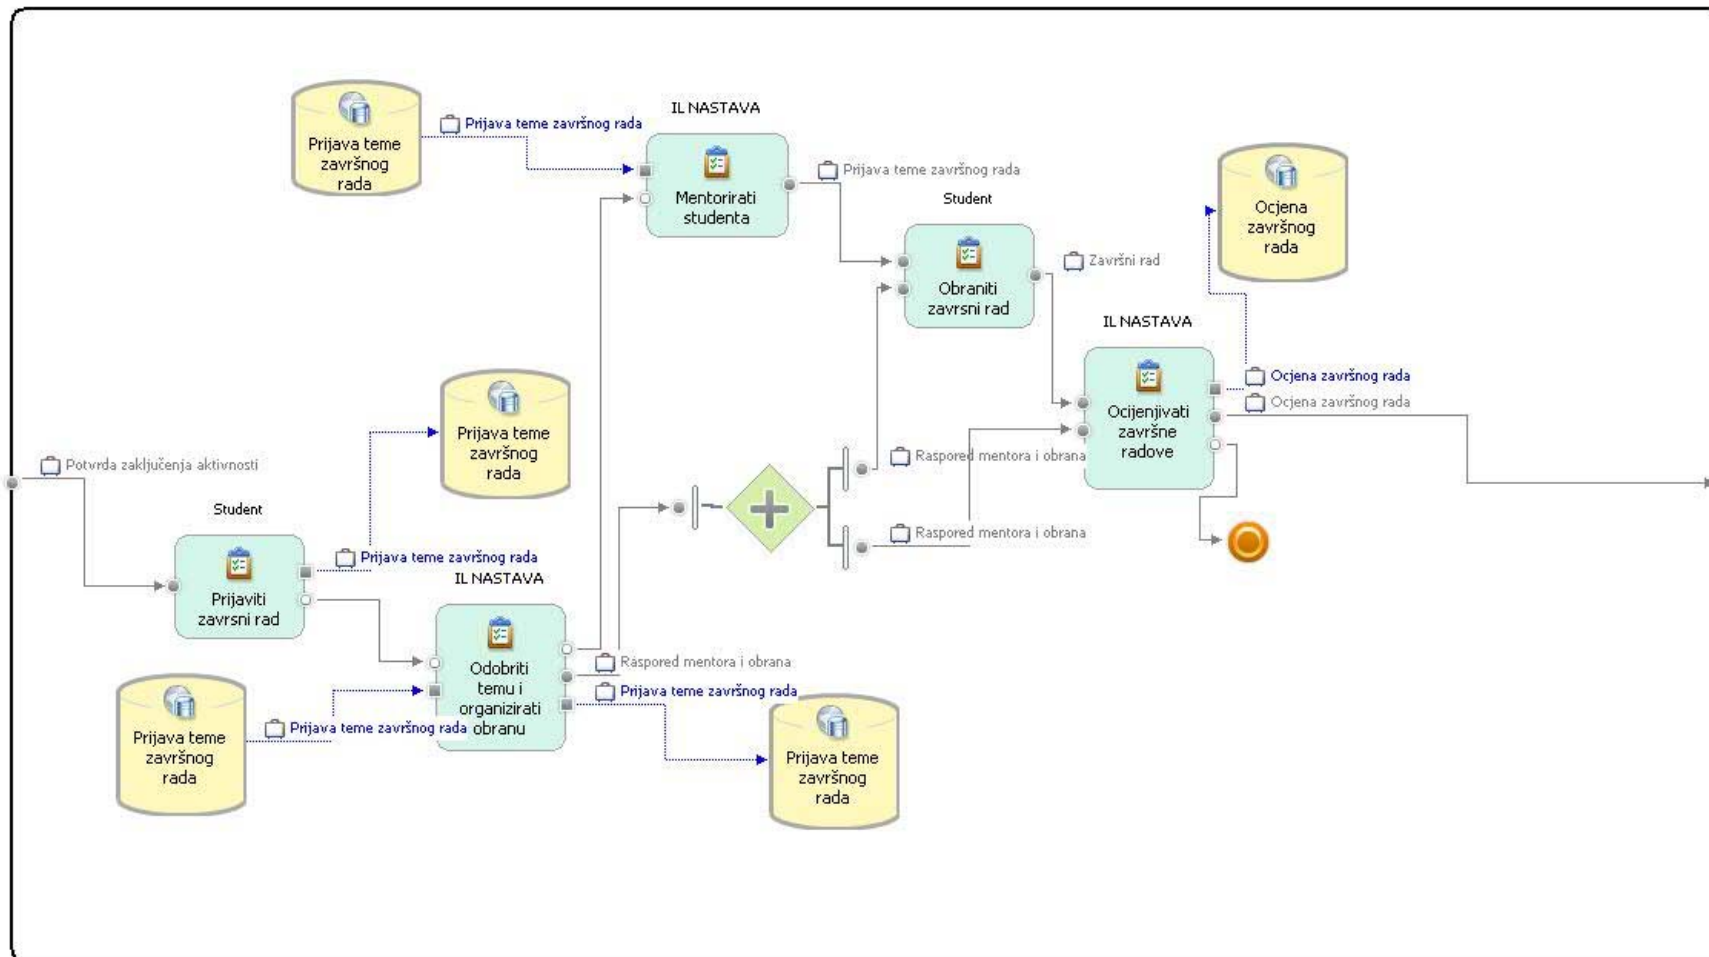 IL NASTAVA
Prijava teme završnog rada
Prijava teme
završnog
rada
Mentorirati
studenta
Prijava teme završnog rada
Student
Obraniti
zavrsni rad
Završni rad
Ocjena
završnog
rada
IL NASTAVA
Ocijenjivati
završne
radove
Ocjena završnog rada
Ocjena završnog rada
Prijava teme
završnog
rada
Raspored mentora i obrana
Raspored mentora i obrana
Potvrda zaključenja aktivnosti
Student
Prijaviti
zavrsni rad
Prijava teme završnog rada
IL NASTAVA
Odobriti
temu i
organizirati
obranu
Raspored mentora i obrana
Prijava teme završnog rada
Prijava teme završnog rada
Prijava teme
završnog
rada
Prijava teme
završnog
rada